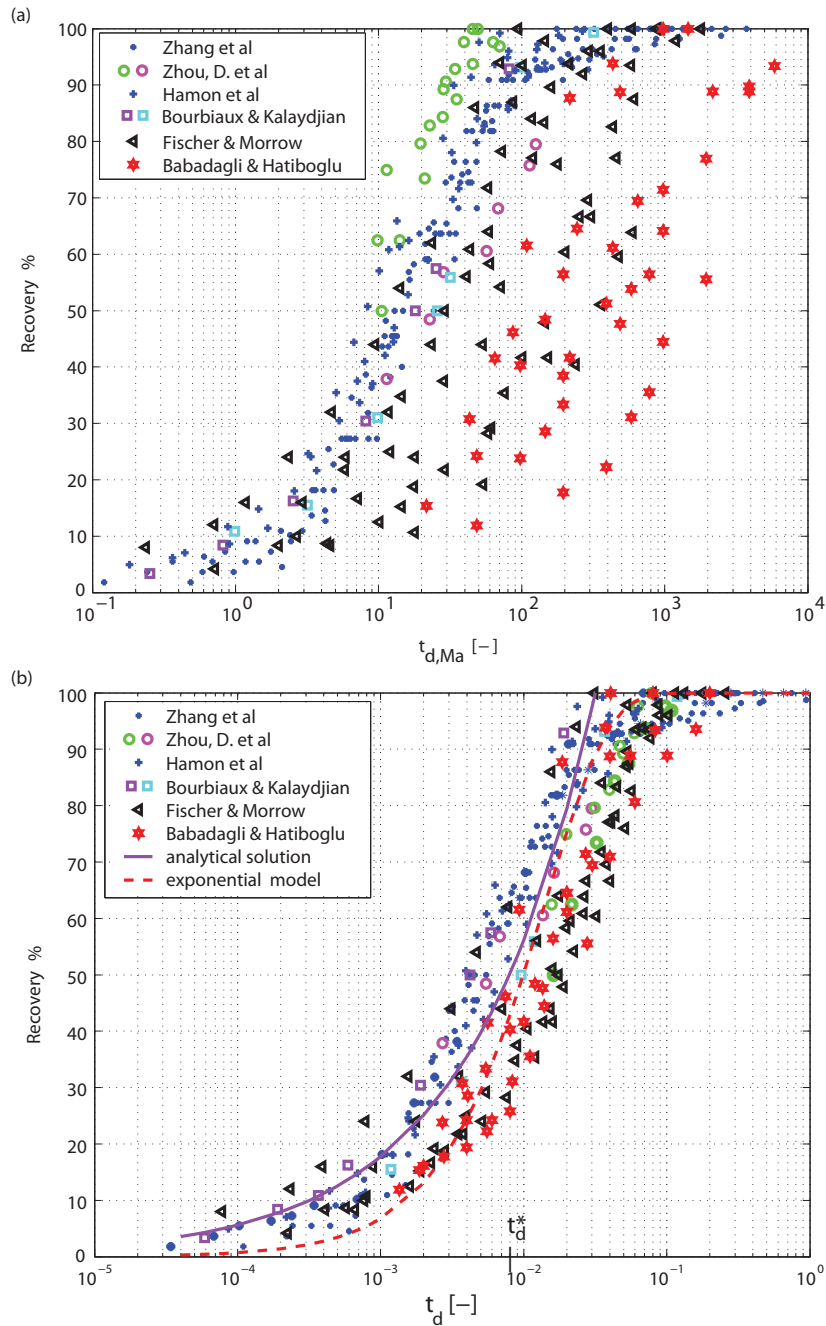 (a)
100
90
80
70
60
50
40
30
20
10
0
Recovery %
Zhang et al
Zhou, D. et al
Hamon et al
Bourbiaux & Kalaydjian
Fischer & Morrow
Babadagli & Hatiboglu
10⁻¹ 10⁰ 10¹ 10² 10³ 10⁴
t_d,Ma [−]
(b)
100
90
80
70
60
50
40
30
20
10
0
Recovery %
Zhang et al
Zhou, D. et al
Hamon et al
Bourbiaux & Kalaydjian
Fischer & Morrow
Babadagli & Hatiboglu
analytical solution
exponential model
t_d^*
10⁻⁵ 10⁻⁴ 10⁻³ 10⁻² 10⁻¹ 10⁰
t_d [−]